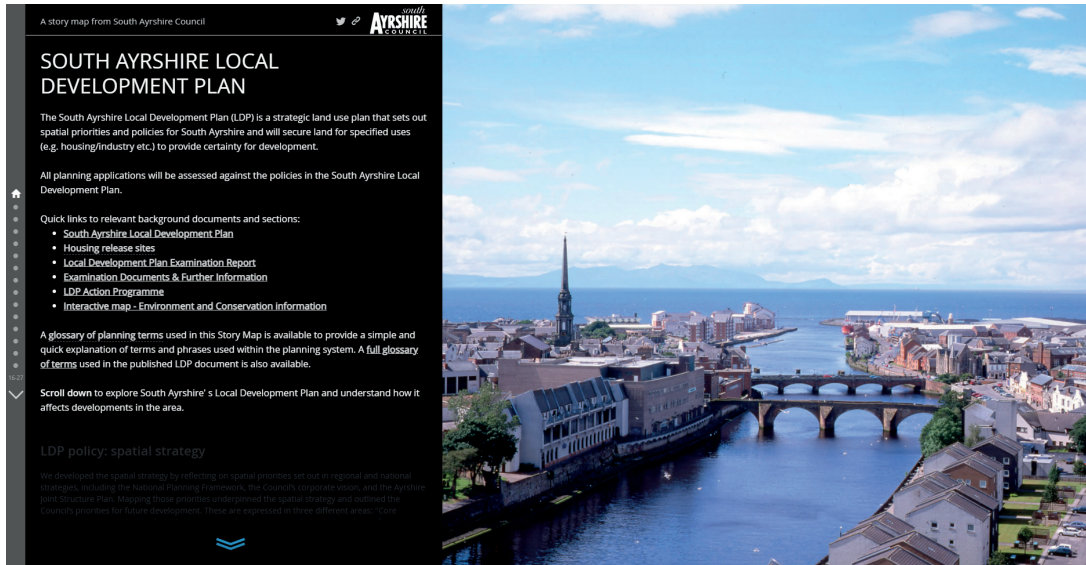 A story map from South Ayrshire Council
south
AYRSHIRE
COUNCIL
SOUTH AYRSHIRE LOCAL
DEVELOPMENT PLAN
The South Ayrshire Local Development Plan (LDP) is a strategic land use plan that sets out
spatial priorities and policies for South Ayrshire and will secure land for specified uses
(e.g. housing/industry etc.) to provide certainty for development.
All planning applications will be assessed against the policies in the South Ayrshire Local
Development Plan.
Quick links to relevant background documents and sections:
• South Ayrshire Local Development Plan
• Housing release sites
• Local Development Plan Examination Report
• Examination Documents & Further Information
• LDP Action Programme
• Interactive map - Environment and Conservation information
A glossary of planning terms used in this Story Map is available to provide a simple and
quick explanation of terms and phrases used within the planning system. A full glossary
of terms used in the published LDP document is also available.
16-27
Scroll down to explore South Ayrshire' s Local Development Plan and understand how it
affects developments in the area.
LDP policy: spatial strategy
We developed the spatial strategy by reflecting on spatial priorities set out in regional and national
strategies, including the National Planning Framework, the Council's corporate vision, and the Ayrshire
Joint Structure Plan. Mapping those priorities underpinned the spatial strategy and outlined the
Council's priorities for future development. These are expressed in three different areas: "Core